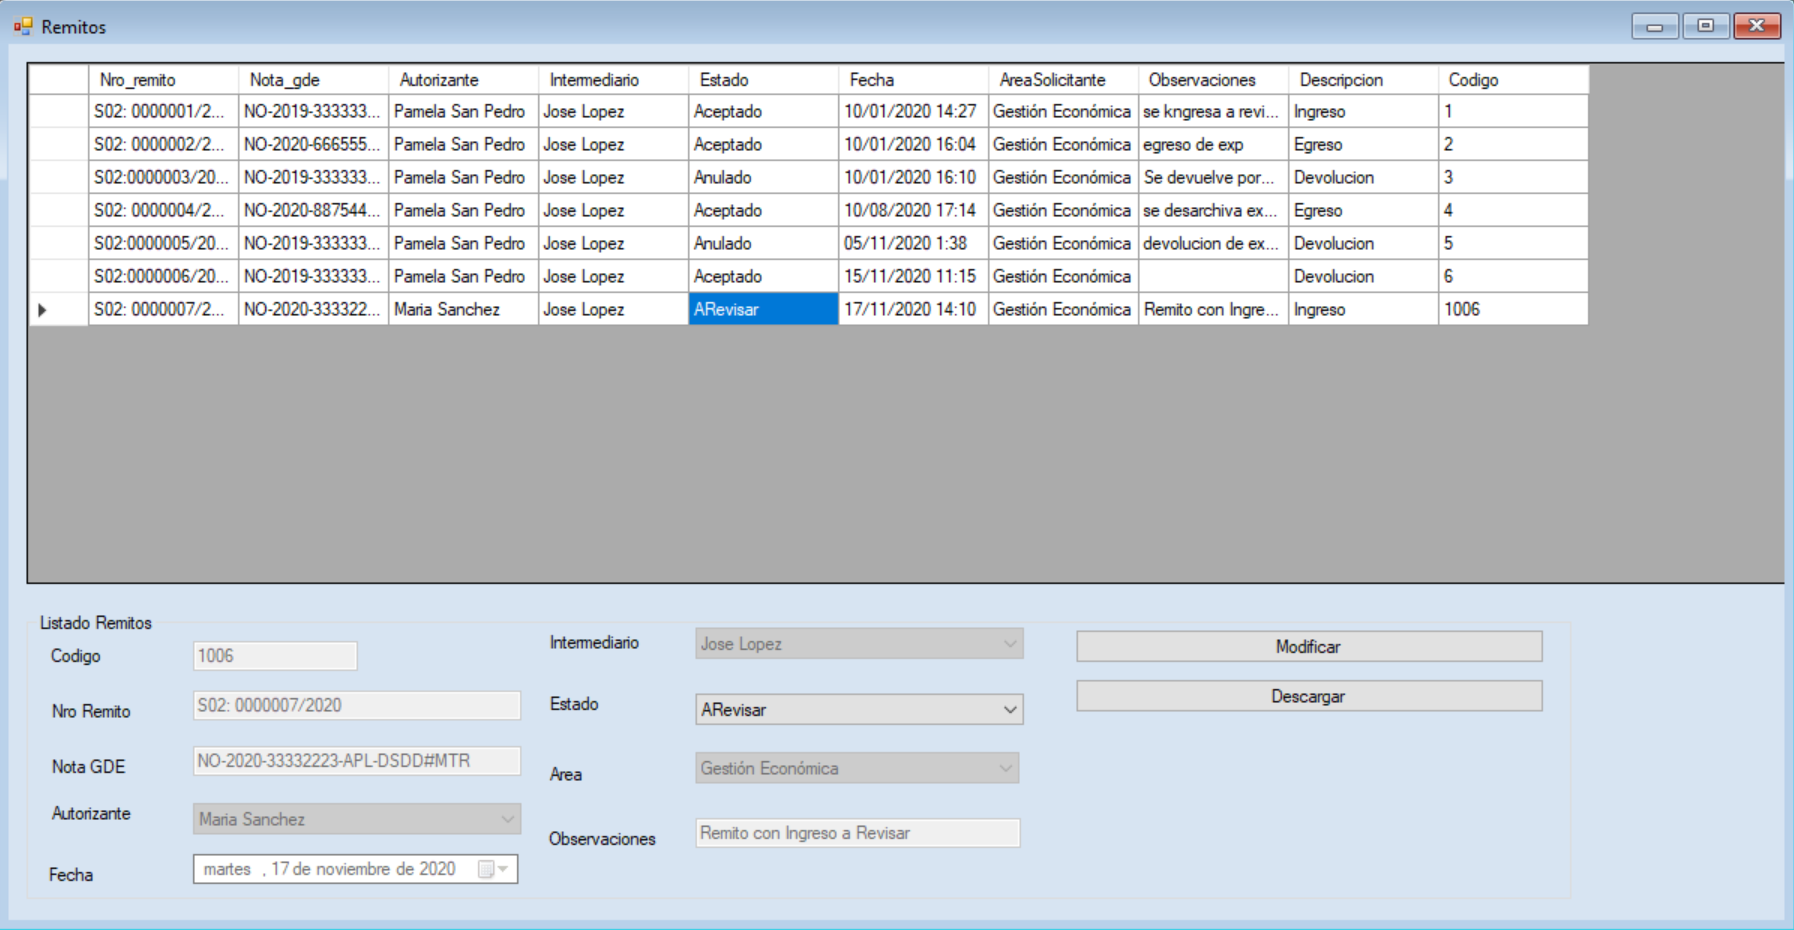 Remitos
Nro_remito Nota_gde Autorizante Intermediario Estado Fecha AreaSolicitante Observaciones Descripcion Codigo
S02: 0000001/2... NO-2019-333333... Pamela San Pedro Jose Lopez Aceptado 10/01/2020 14:27 Gestión Económica se kngresa a revi... Ingreso 1
S02: 0000002/2... NO-2020-666555... Pamela San Pedro Jose Lopez Aceptado 10/01/2020 16:04 Gestión Económica egreso de exp Egreso 2
S02:0000003/20... NO-2019-333333... Pamela San Pedro Jose Lopez Anulado 10/01/2020 16:10 Gestión Económica Se devuelve por... Devolucion 3
S02: 0000004/2... NO-2020-887544... Pamela San Pedro Jose Lopez Aceptado 10/08/2020 17:14 Gestión Económica se desarchiva ex... Egreso 4
S02:0000005/20... NO-2019-333333... Pamela San Pedro Jose Lopez Anulado 05/11/2020 1:38 Gestión Económica devolucion de ex... Devolucion 5
S02:0000006/20... NO-2019-333333... Pamela San Pedro Jose Lopez Aceptado 15/11/2020 11:15 Gestión Económica Devolucion 6
S02: 0000007/2... NO-2020-333322... Maria Sanchez Jose Lopez ARevisar 17/11/2020 14:10 Gestión Económica Remito con Ingre... Ingreso 1006
Listado Remitos
Codigo 1006
Nro Remito S02: 0000007/2020
Nota GDE NO-2020-33332223-APL-DSDD#MTR
Autorizante Maria Sanchez
Fecha martes , 17 de noviembre de 2020
Intermediario Jose Lopez
Estado ARevisar
Area Gestión Económica
Observaciones Remito con Ingreso a Revisar
Modificar
Descargar